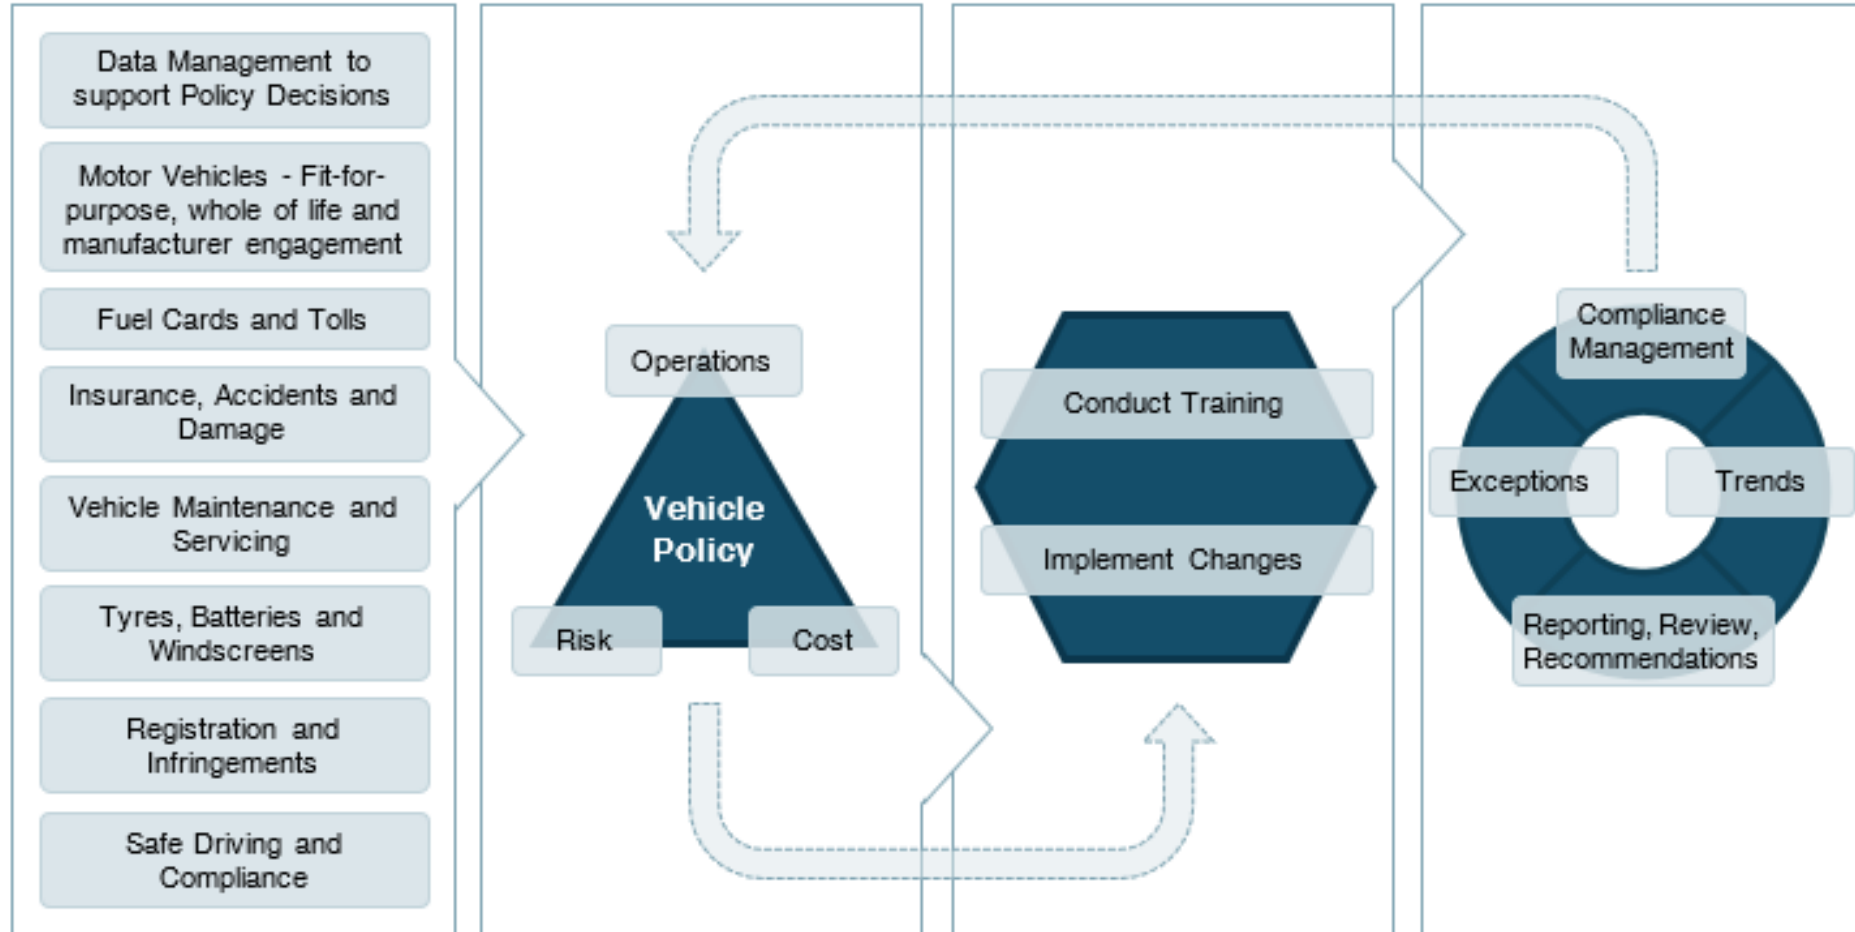 Data Management to
support Policy Decisions
Motor Vehicles - Fit-for-
purpose, whole of life and
manufacturer engagement
Fuel Cards and Tolls
Insurance, Accidents and
Damage
Vehicle Maintenance and
Servicing
Tyres, Batteries and
Windscreens
Registration and
Infringements
Safe Driving and
Compliance
Operations
Vehicle
Policy
Risk
Cost
Conduct Training
Implement Changes
Compliance
Management
Exceptions
Trends
Reporting, Review,
Recommendations